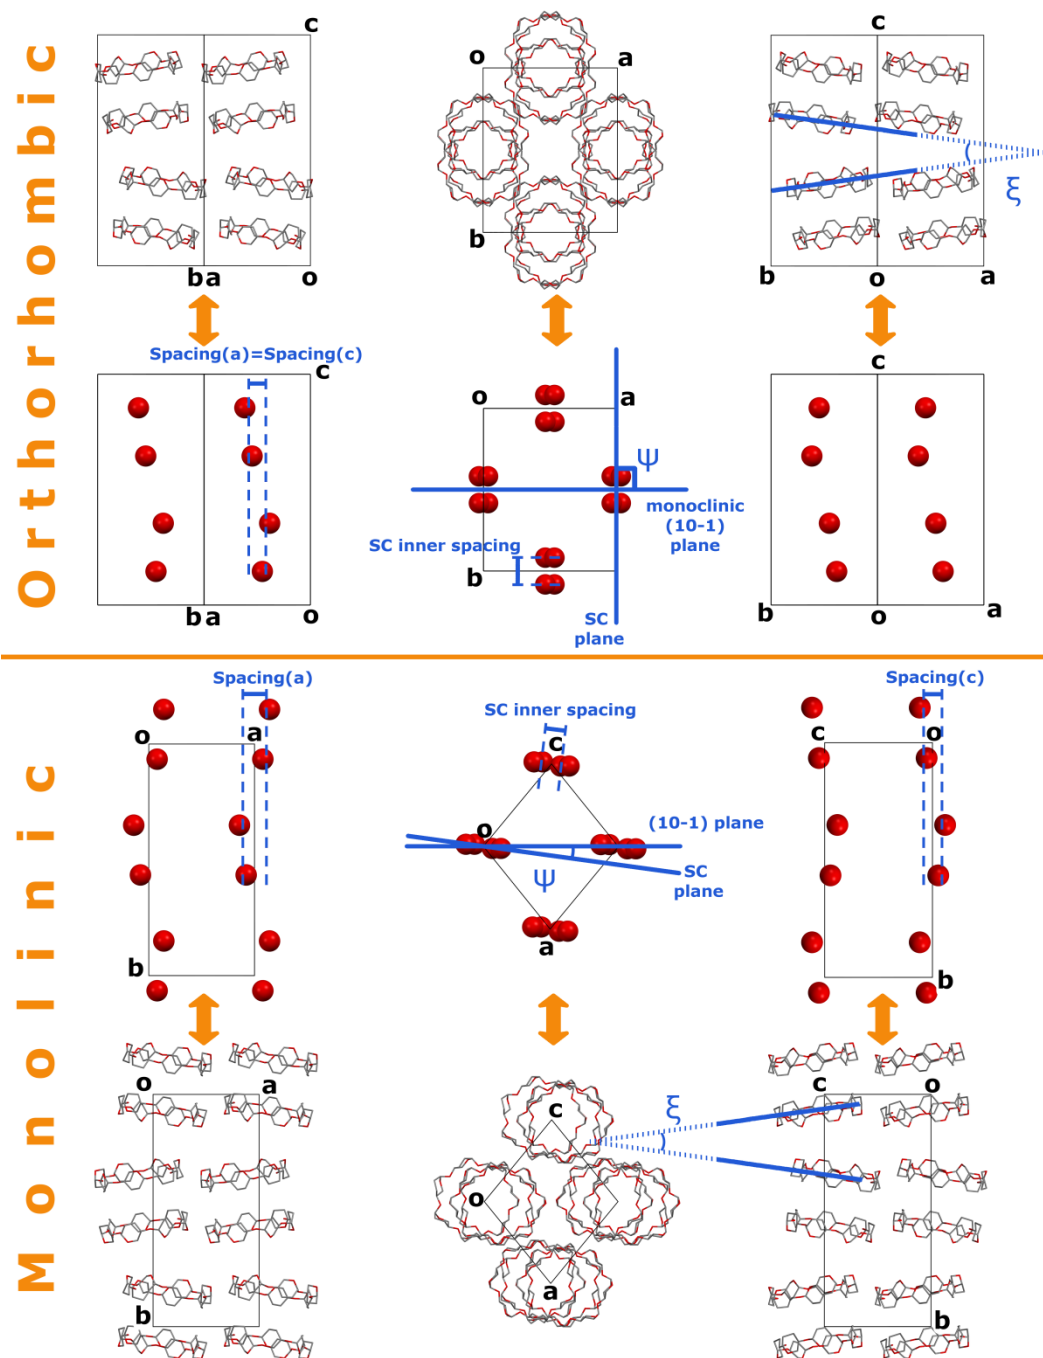 Orthorhombic
c
b a
o
o
a
b
c
ξ
b
o
a
Spacing(a)=Spacing(c)
c
b a
o
o
a
ψ
monoclinic
(10-1)
plane
SC inner spacing
b
SC
plane
c
b
o
a
Monolinic
Spacing(a)
o
a
b
SC inner spacing
c
o
(10-1) plane
ψ
SC
plane
a
Spacing(c)
c
o
b
o
a
b
c
o
a
ξ
c
o
b